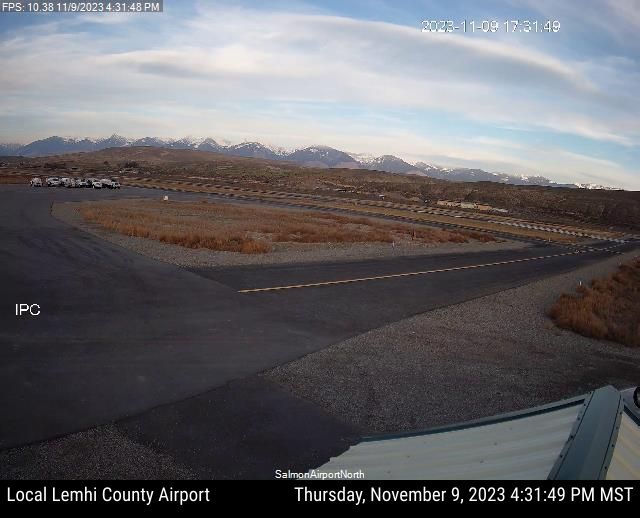 FPS: 10.38 11/9/2023 4:31:48 PM
2023-11-09 17:31:49
IPC
SalmonAirportNorth
Local Lemhi County Airport
Thursday, November 9, 2023 4:31:49 PM MST